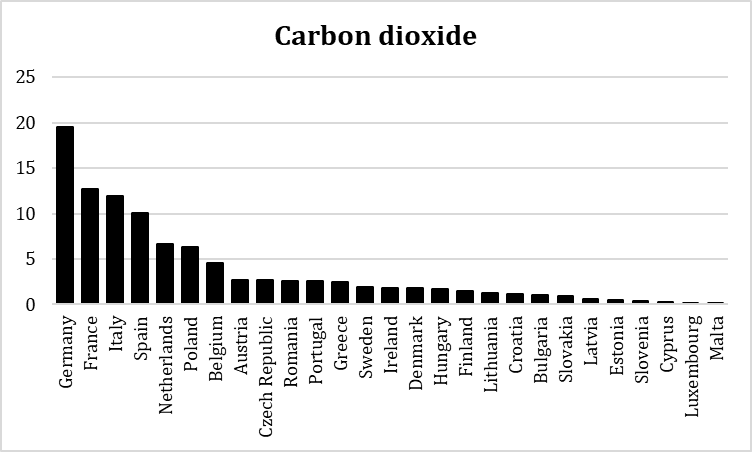 Carbon dioxide
25
20
15
10
5
0
Germany
France
Italy
Spain
Netherlands
Poland
Belgium
Austria
Czech Republic
Romania
Portugal
Greece
Sweden
Ireland
Denmark
Hungary
Finland
Lithuania
Croatia
Bulgaria
Slovakia
Latvia
Estonia
Slovenia
Cyprus
Luxembourg
Malta